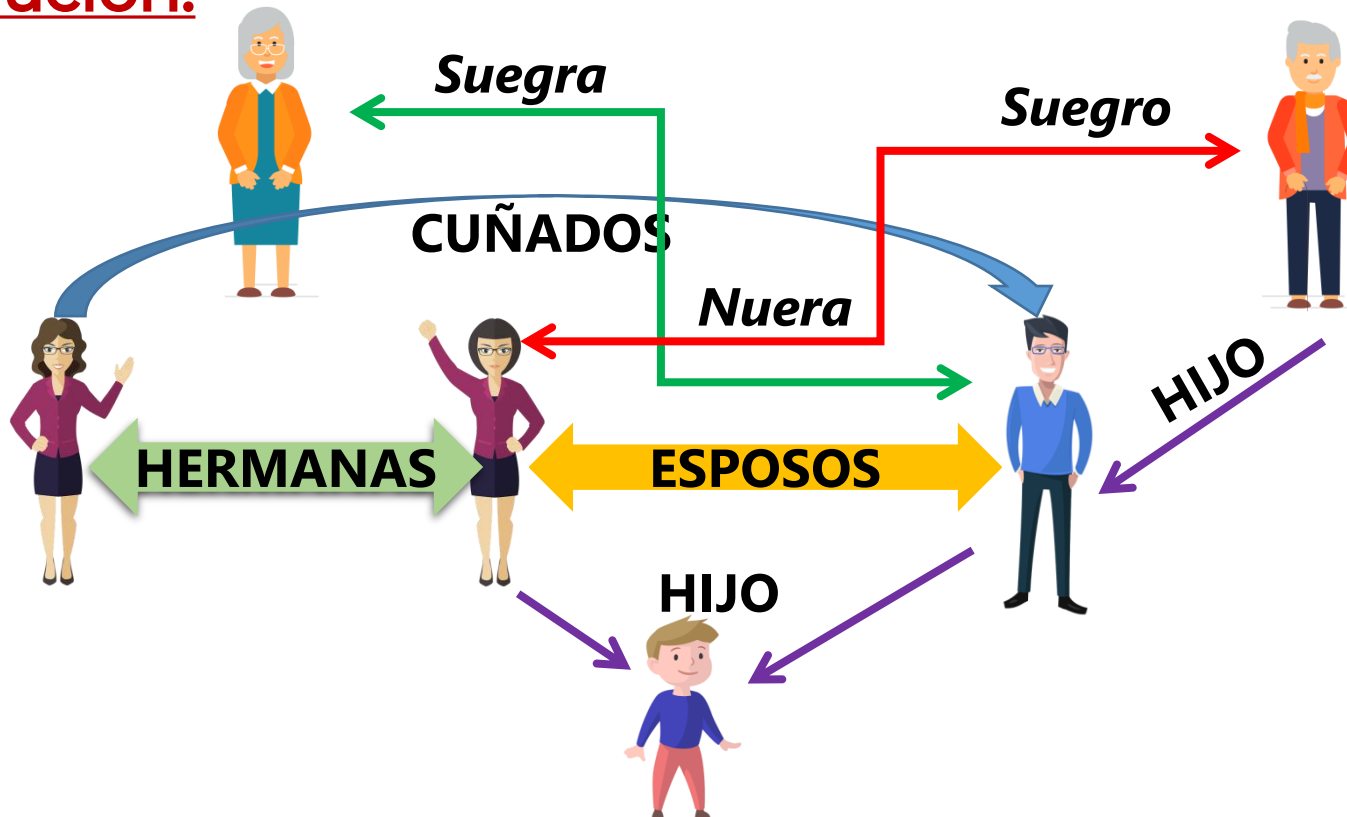 Suegra
Suegro
CUÑADOS
Nuera
HIJO
HERMANAS
ESPOSOS
HIJO